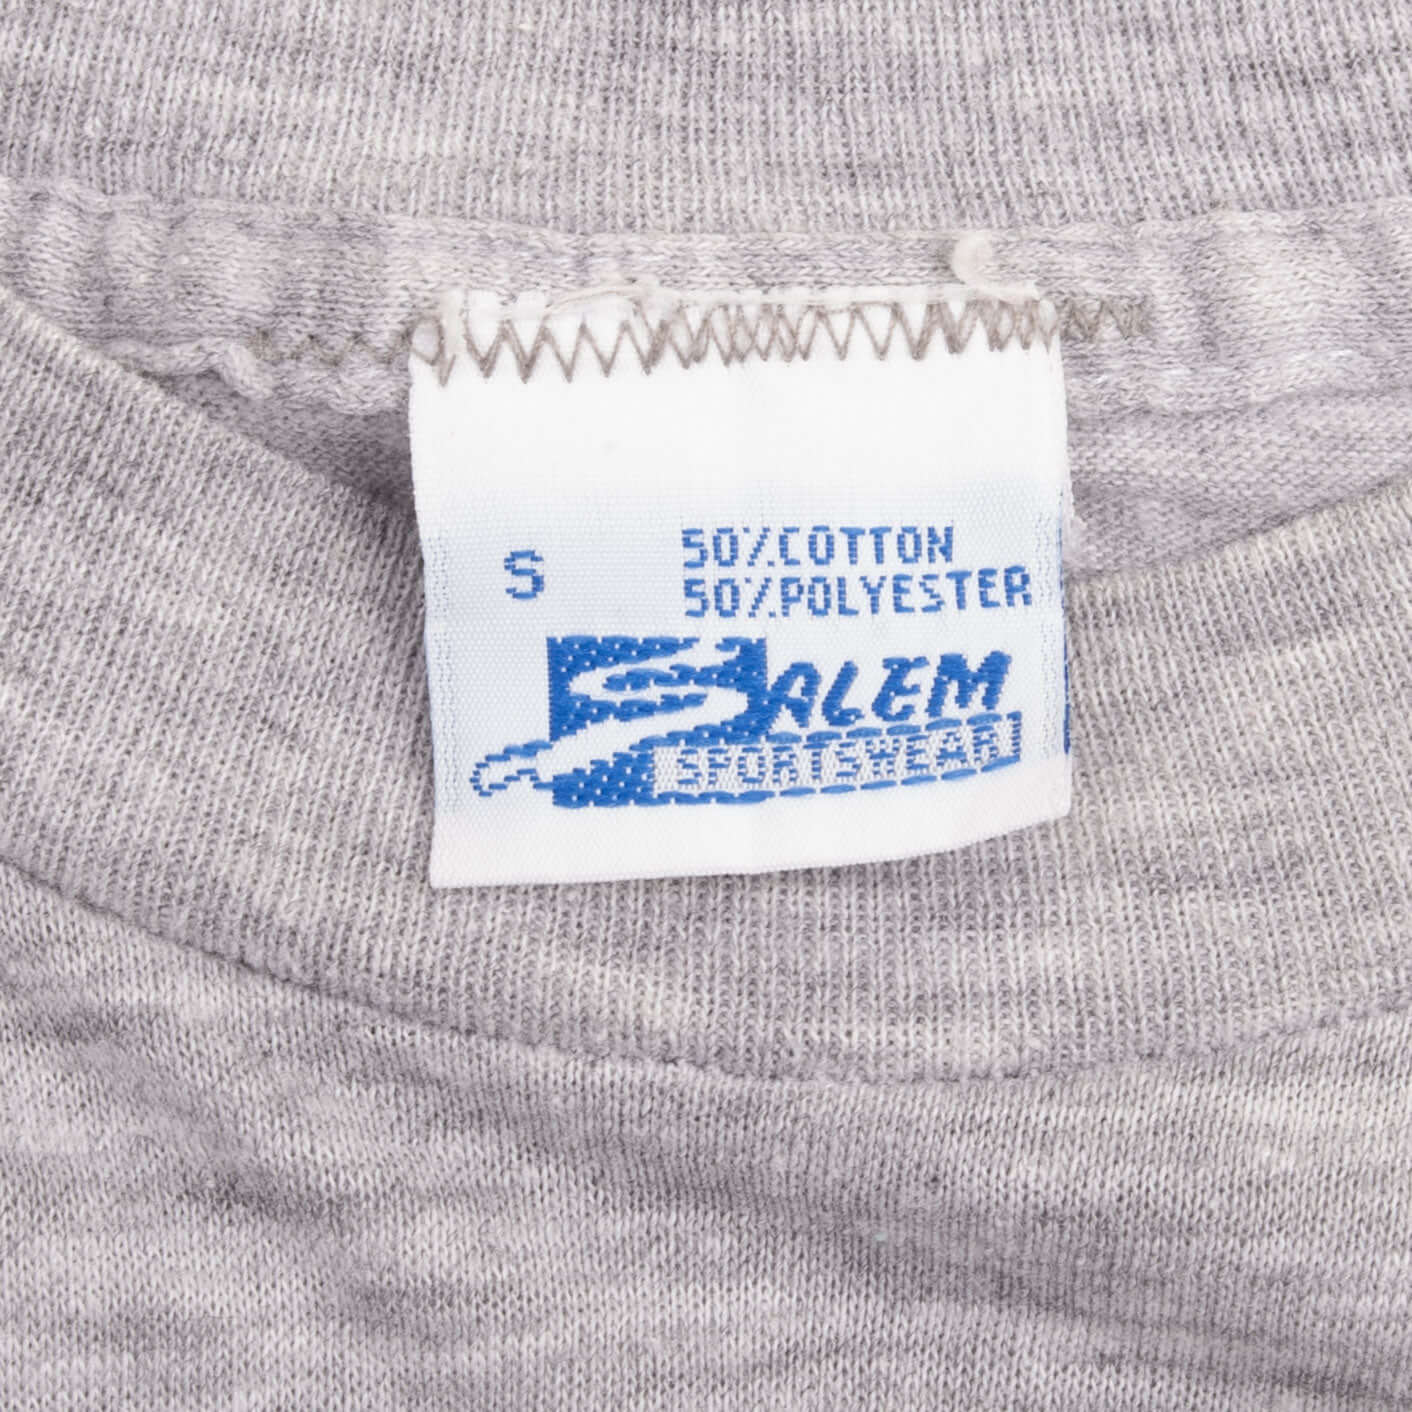 S
50% COTTON
50% POLYESTER
SALEM
SPORTSWEAR